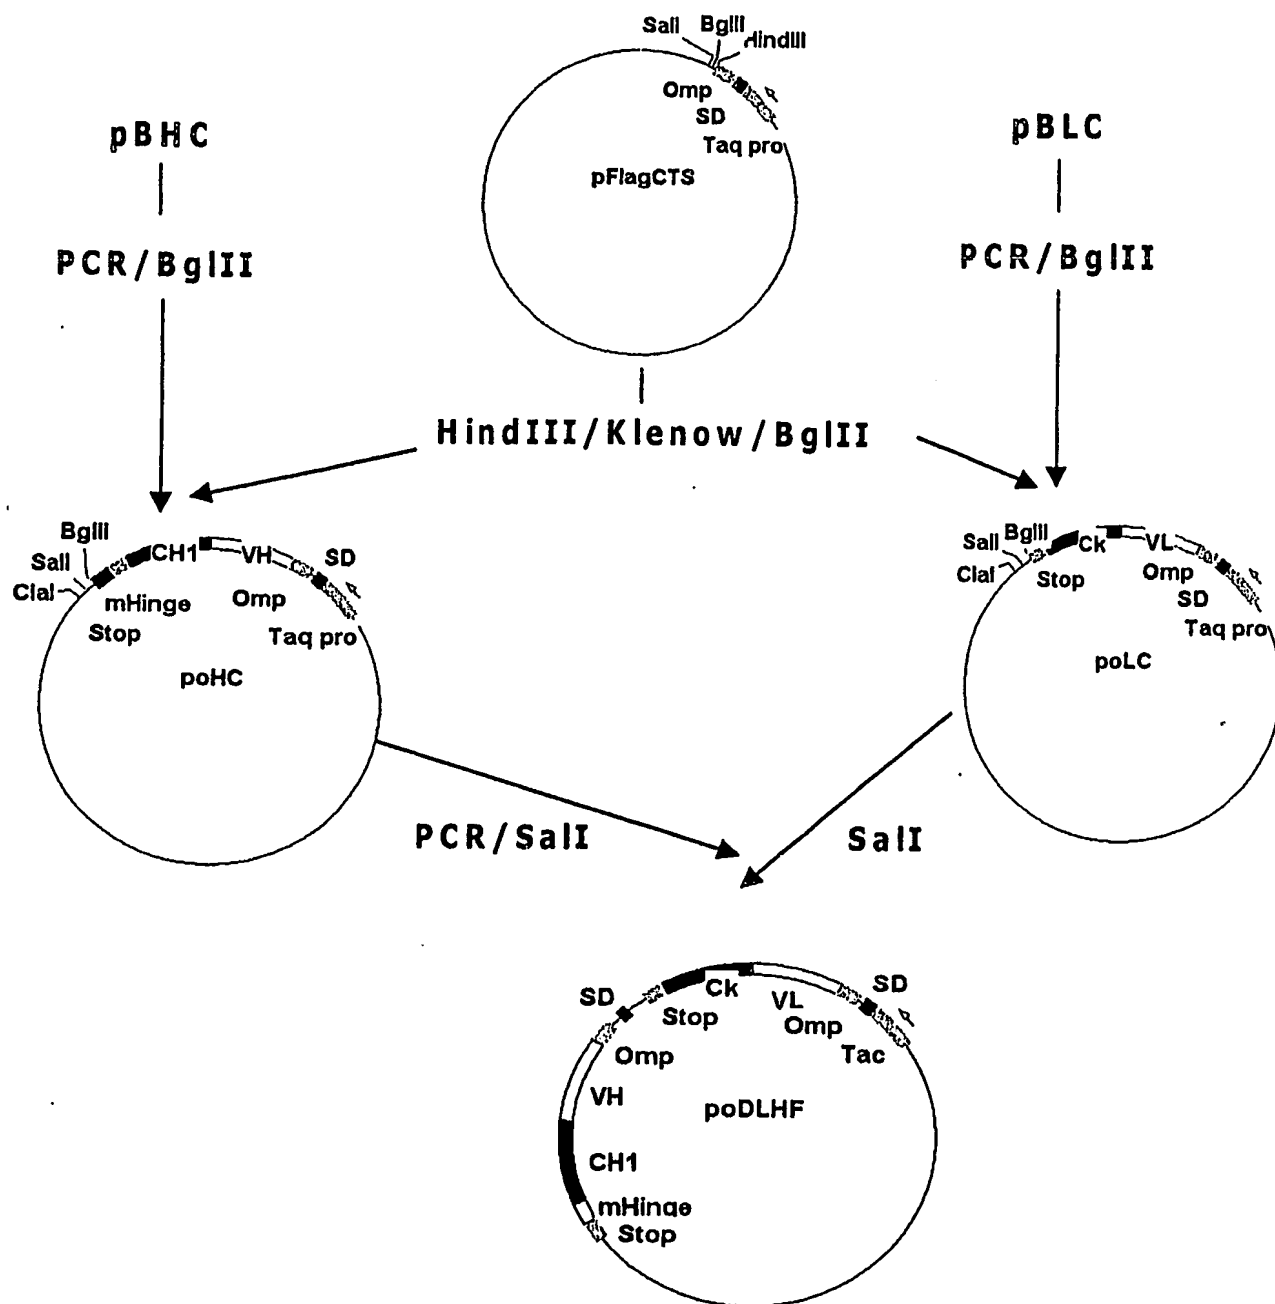 SalI BglII HindIII
Omp
SD
Taq pro
pFlagCTS
pBHC
pBLC
PCR/BglII
PCR/BglII
HindIII/Klenow/BglII
BglII
SalI
ClaI
CH1
VH
SD
mHinge
Omp
Stop
Taq pro
poHC
BglII
SalI
ClaI
Ck
VL
Stop
Omp
SD
Taq pro
poLC
PCR/SalI
SalI
SD
Ck
VL
SD
Stop
Omp
Omp
Tac
VH
poDLHF
CH1
mHinge
Stop